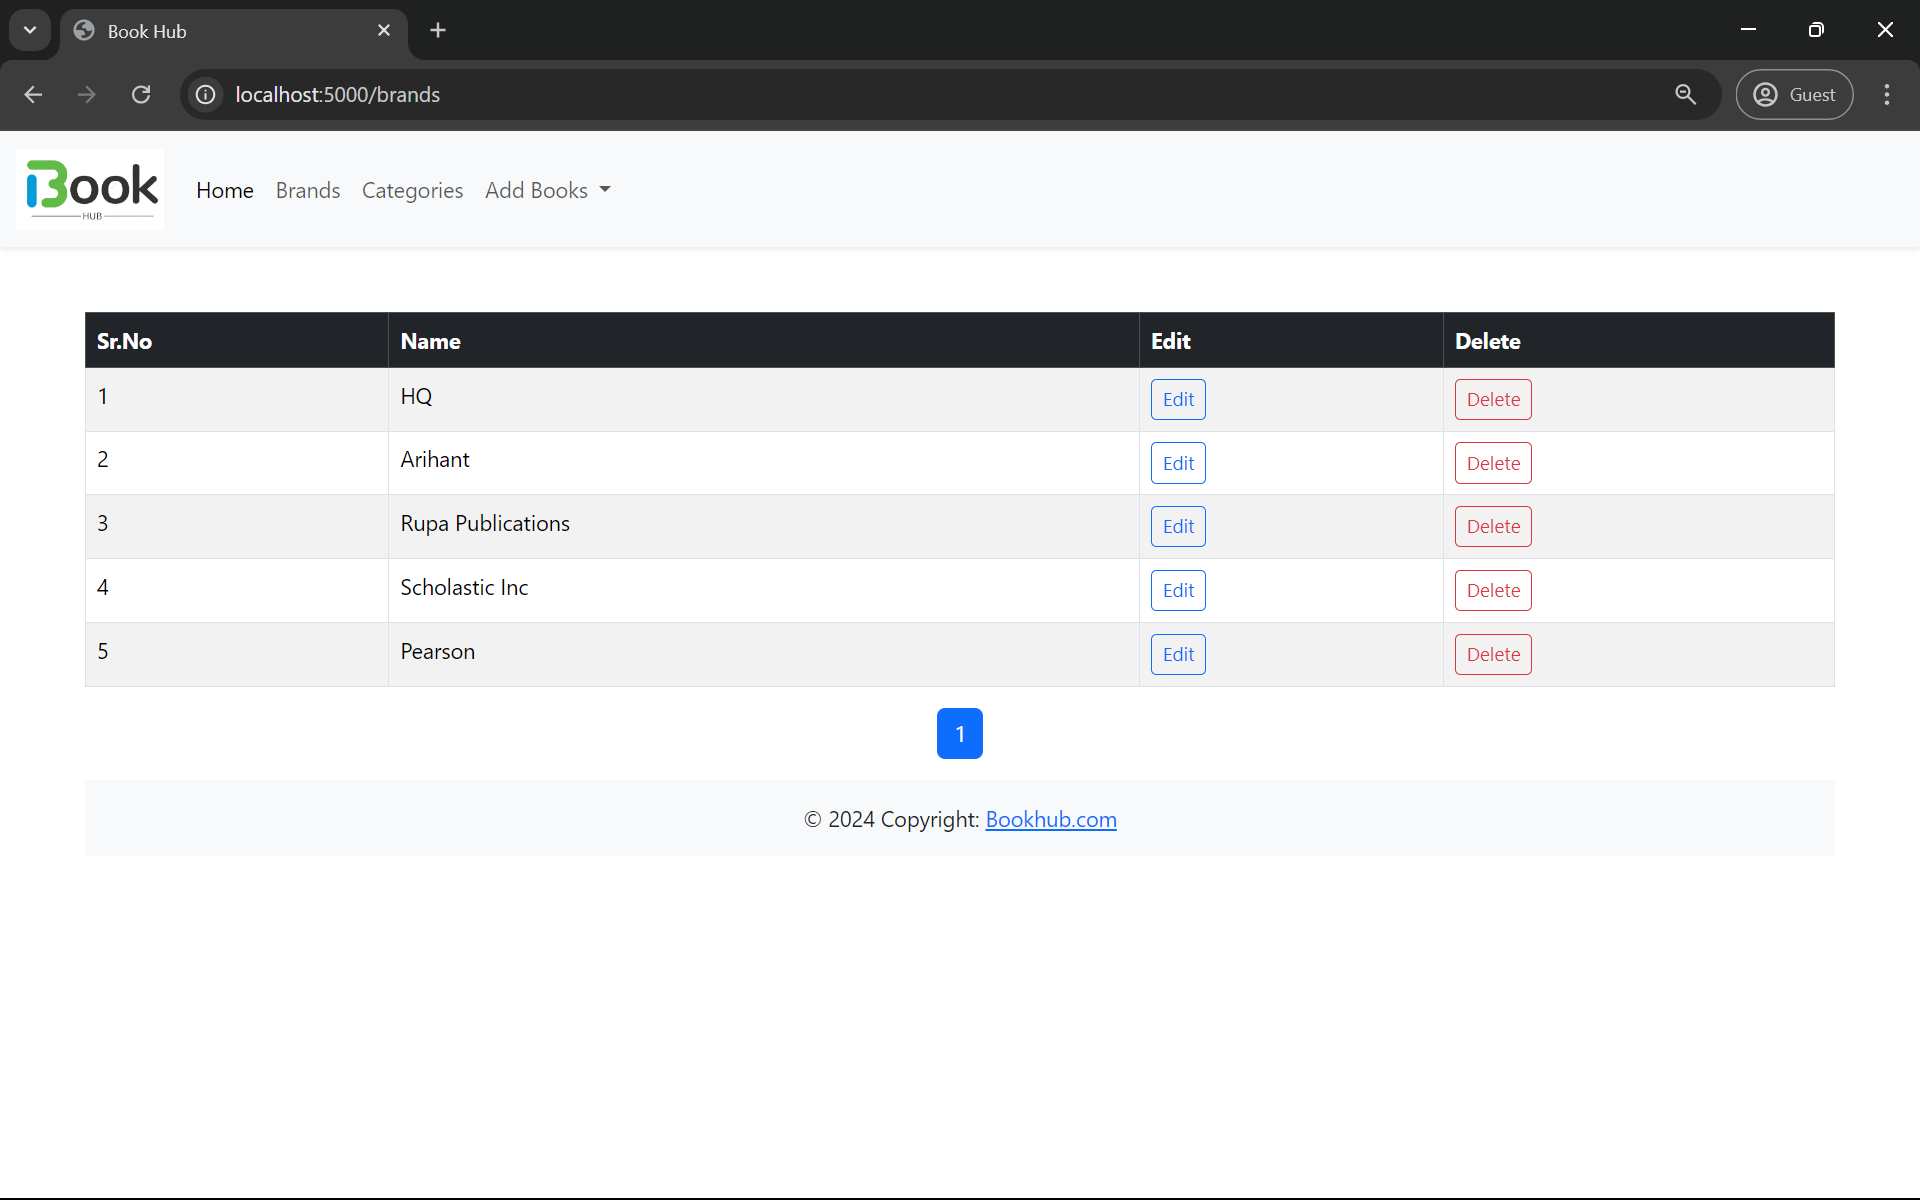 Book Hub
localhost:5000/brands
Guest
Book
HUB
Home Brands Categories Add Books
Sr.No Name Edit Delete
1 HQ Edit Delete
2 Arihant Edit Delete
3 Rupa Publications Edit Delete
4 Scholastic Inc Edit Delete
5 Pearson Edit Delete
1
© 2024 Copyright: Bookhub.com